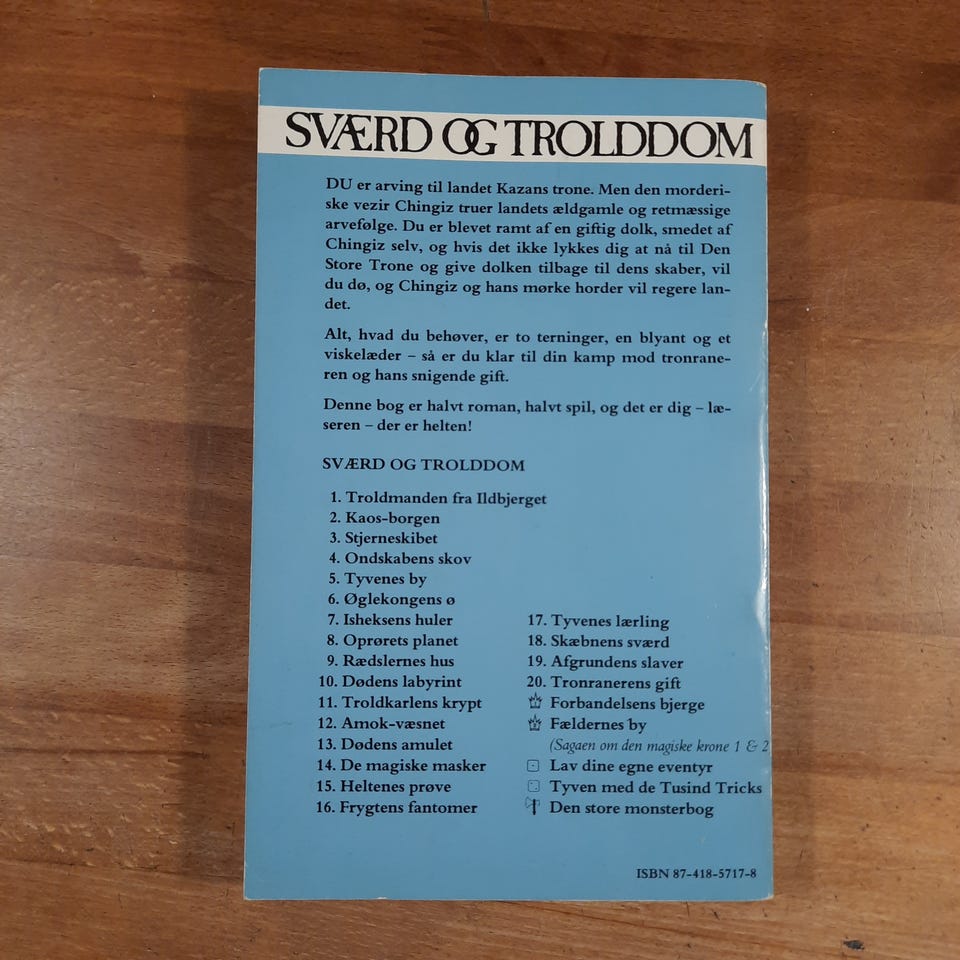 SVÆRD OG TROLDDOM
DU er arving til landet Kazans trone. Men den morderi-
ske vezir Chingiz truer landets ældgamle og retmæssige
arvefølge. Du er blevet ramt af en giftig dolk, smedet af
Chingiz selv, og hvis det ikke lykkes dig at nå til Den
Store Trone og give dolken tilbage til dens skaber, vil
du dø, og Chingiz og hans mørke horder vil regere lan-
det.
Alt, hvad du behøver, er to terninger, en blyant og et
viskelæder – så er du klar til din kamp mod tronrane-
ren og hans snigende gift.
Denne bog er halvt roman, halvt spil, og det er dig – læ-
seren – der er helten!
SVÆRD OG TROLDDOM
1. Troldmanden fra Ildbjerget
2. Kaos-borgen
3. Stjerneskibet
4. Ondskabens skov
5. Tyvenes by
6. Øglekongens ø
7. Isheksens huler
8. Oprørets planet
9. Rædslernes hus
10. Dødens labyrint
11. Troldkarlens krypt
12. Amok-væsnet
13. Dødens amulet
14. De magiske masker
15. Heltenes prøve
16. Frygtens fantomer
17. Tyvenes lærling
18. Skæbnens sværd
19. Afgrundens slaver
20. Tronranerens gift
Forbandelsens bjerge
Fældernes by
(Sagaen om den magiske krone 1 & 2
Lav dine egne eventyr
Tyven med de Tusind Tricks
Den store monsterbog
ISBN 87-418-5717-8